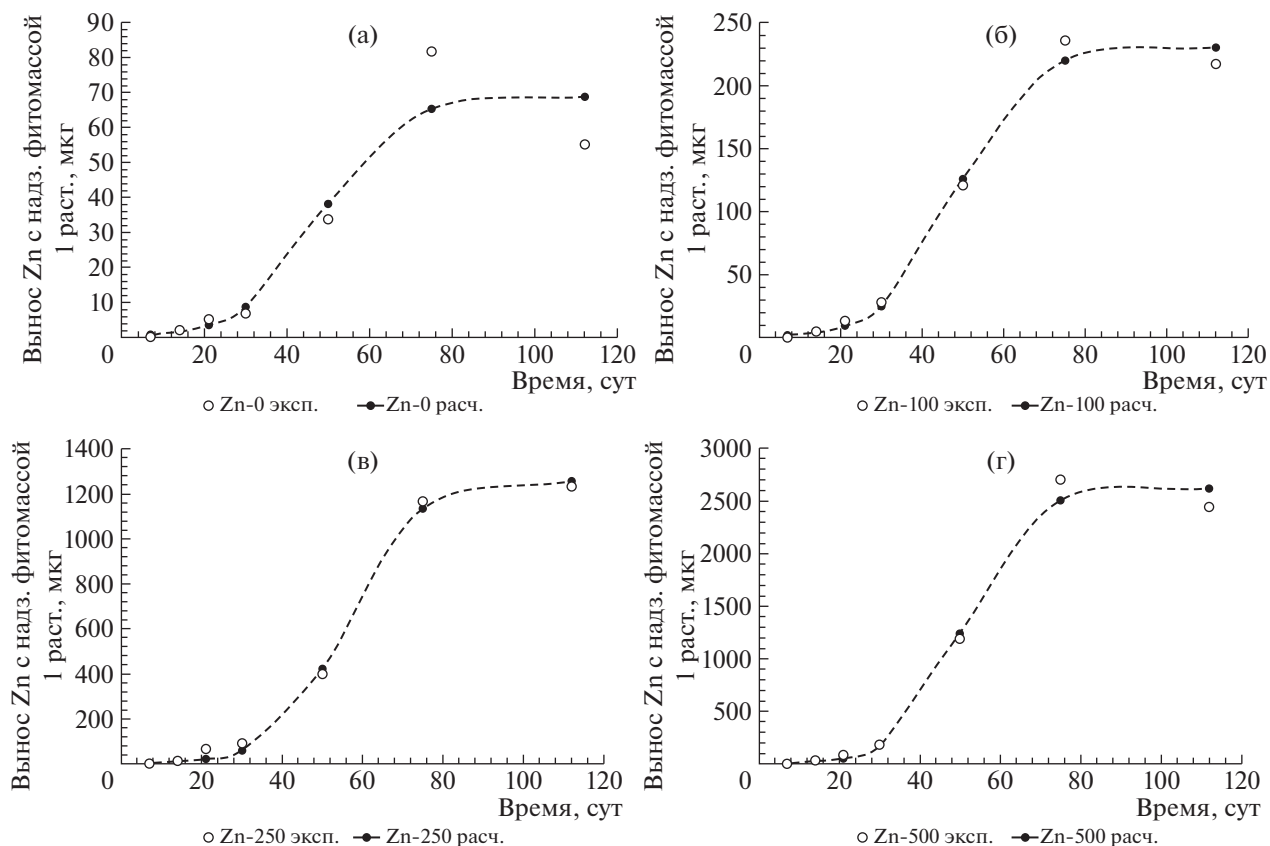 (а)
Вынос Zn с надз. фитомассой
1 раст., мкг
90
80
70
60
50
40
30
20
10
0
20
40
60
80
100
120
Время, сут
Zn-0 эксп.
Zn-0 расч.
(б)
Вынос Zn с надз. фитомассой
1 раст., мкг
250
200
150
100
50
0
20
40
60
80
100
120
Время, сут
Zn-100 эксп.
Zn-100 расч.
(в)
Вынос Zn с надз. фитомассой
1 раст., мкг
1400
1200
1000
800
600
400
200
0
20
40
60
80
100
120
Время, сут
Zn-250 эксп.
Zn-250 расч.
(г)
Вынос Zn с надз. фитомассой
1 раст., мкг
3000
2500
2000
1500
1000
500
0
20
40
60
80
100
120
Время, сут
Zn-500 эксп.
Zn-500 расч.